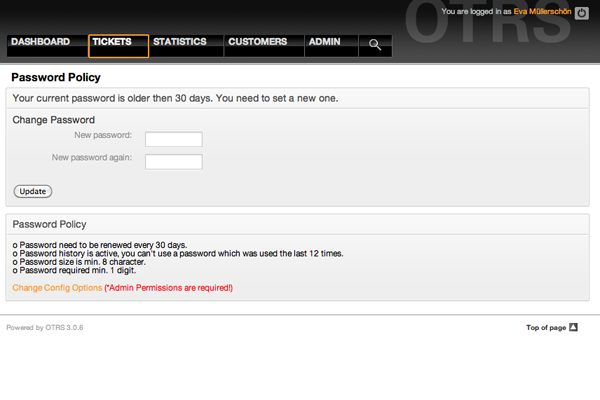 You are logged in as Eva Müllerschön
OTRS
DASHBOARD TICKETS STATISTICS CUSTOMERS ADMIN
Password Policy
Your current password is older then 30 days. You need to set a new one.
Change Password
New password:
New password again:
Update
Password Policy
o Password need to be renewed every 30 days.
o Password history is active, you can't use a password which was used the last 12 times.
o Password size is min. 8 character.
o Password required min. 1 digit.
Change Config Options (*Admin Permissions are required!)
Powered by OTRS 3.0.6
Top of page